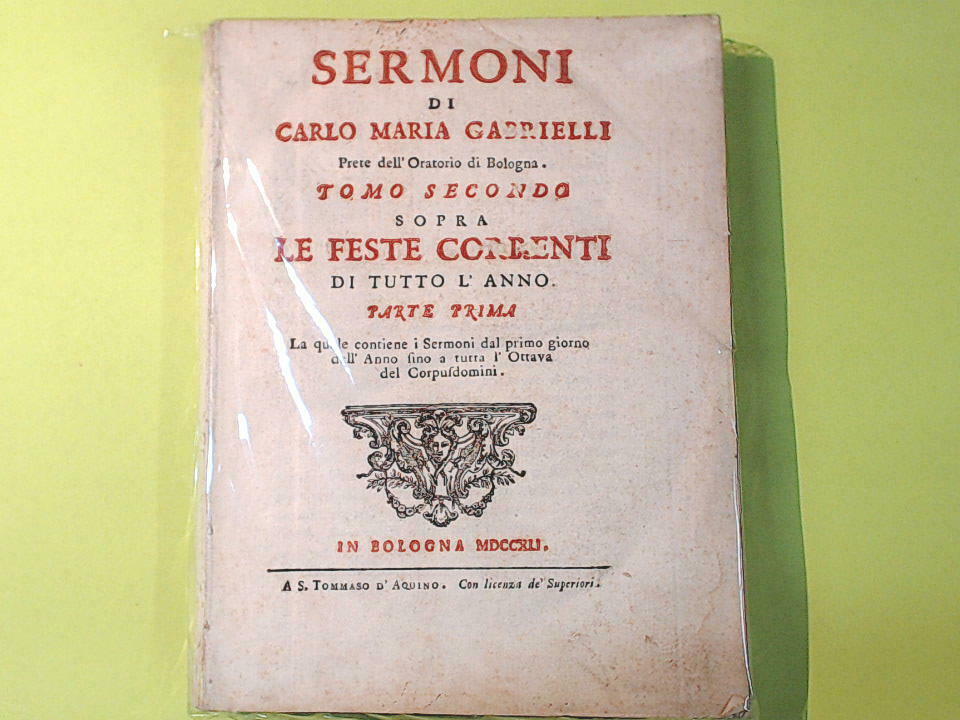 SERMONI
DI
CARLO MARIA GABRIELLI
Prete dell' Oratorio di Bologna.
TOMO SECONDO
SOPRA
LE FESTE CORRENTI
DI TUTTO L' ANNO.
PARTE PRIMA
La quale contiene i Sermoni dal primo giorno
dell' Anno sino a tutta l' Ottava
del Corpuſdomini.
IN BOLOGNA MDCCXLI.
A S. TOMMASO D' AQUINO. Con licenza de' Superiori.